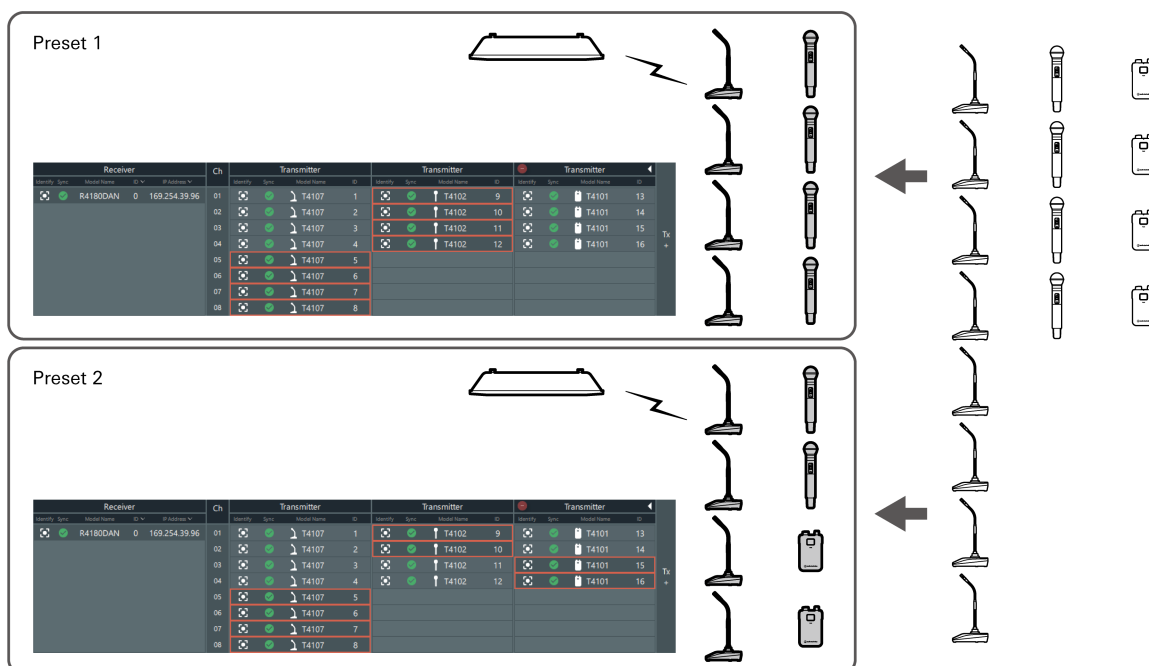 Preset 1
Receiver Ch Transmitter Transmitter Transmitter
Identify Sync Model Name ID IP Address Identify Sync Model Name ID Identify Sync Model Name ID Identify Sync Model Name ID
R4180DAN 0 169.254.39.96 01 T4107 1 T4102 9 T4101 13
02 T4107 2 T4102 10 T4101 14
03 T4107 3 T4102 11 T4101 15
04 T4107 4 T4102 12 T4101 16
Tx
+
05 T4107 5
06 T4107 6
07 T4107 7
08 T4107 8
Preset 2
Receiver Ch Transmitter Transmitter Transmitter
Identify Sync Model Name ID IP Address Identify Sync Model Name ID Identify Sync Model Name ID Identify Sync Model Name ID
R4180DAN 0 169.254.39.96 01 T4107 1 T4102 9 T4101 13
02 T4107 2 T4102 10 T4101 14
03 T4107 3 T4102 11 T4101 15
04 T4107 4 T4102 12 T4101 16
Tx
+
05 T4107 5
06 T4107 6
07 T4107 7
08 T4107 8